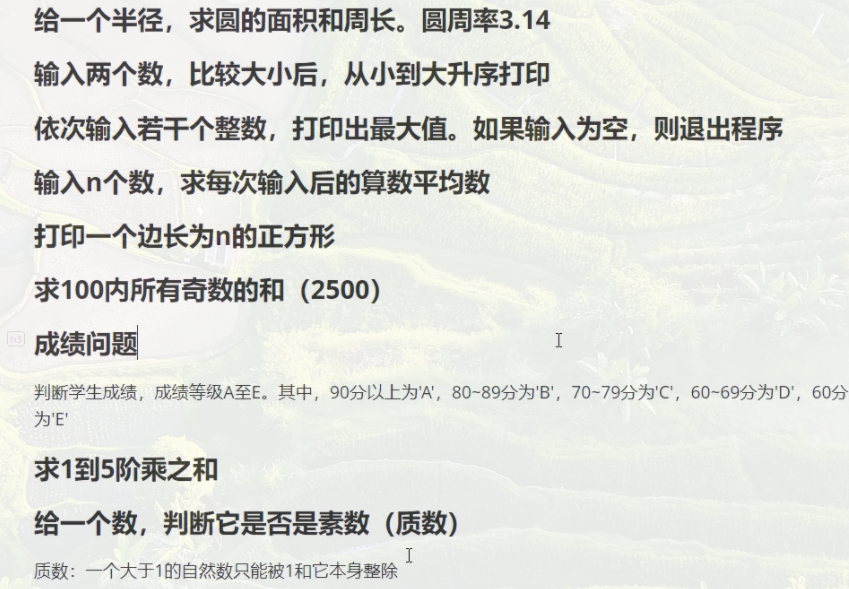 给一个半径，求圆的面积和周长。圆周率3.14
输入两个数，比较大小后，从小到大升序打印
依次输入若干个整数，打印出最大值。如果输入为空，则退出程序
输入n个数，求每次输入后的算数平均数
打印一个边长为n的正方形
求100内所有奇数的和（2500）
h3
成绩问题
判断学生成绩，成绩等级A至E。其中，90分以上为'A'，80~89分为'B'，70~79分为'C'，60~69分为'D'，60分
为'E'
求1到5阶乘之和
给一个数，判断它是否是素数（质数）
质数：一个大于1的自然数只能被1和它本身整除